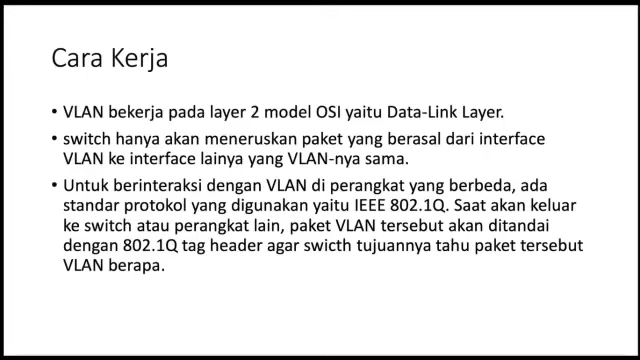 Cara Kerja
• VLAN bekerja pada layer 2 model OSI yaitu Data-Link Layer.
• switch hanya akan meneruskan paket yang berasal dari interface
VLAN ke interface lainya yang VLAN-nya sama.
• Untuk berinteraksi dengan VLAN di perangkat yang berbeda, ada
standar protokol yang digunakan yaitu IEEE 802.1Q. Saat akan keluar
ke switch atau perangkat lain, paket VLAN tersebut akan ditandai
dengan 802.1Q tag header agar swicth tujuannya tahu paket tersebut
VLAN berapa.